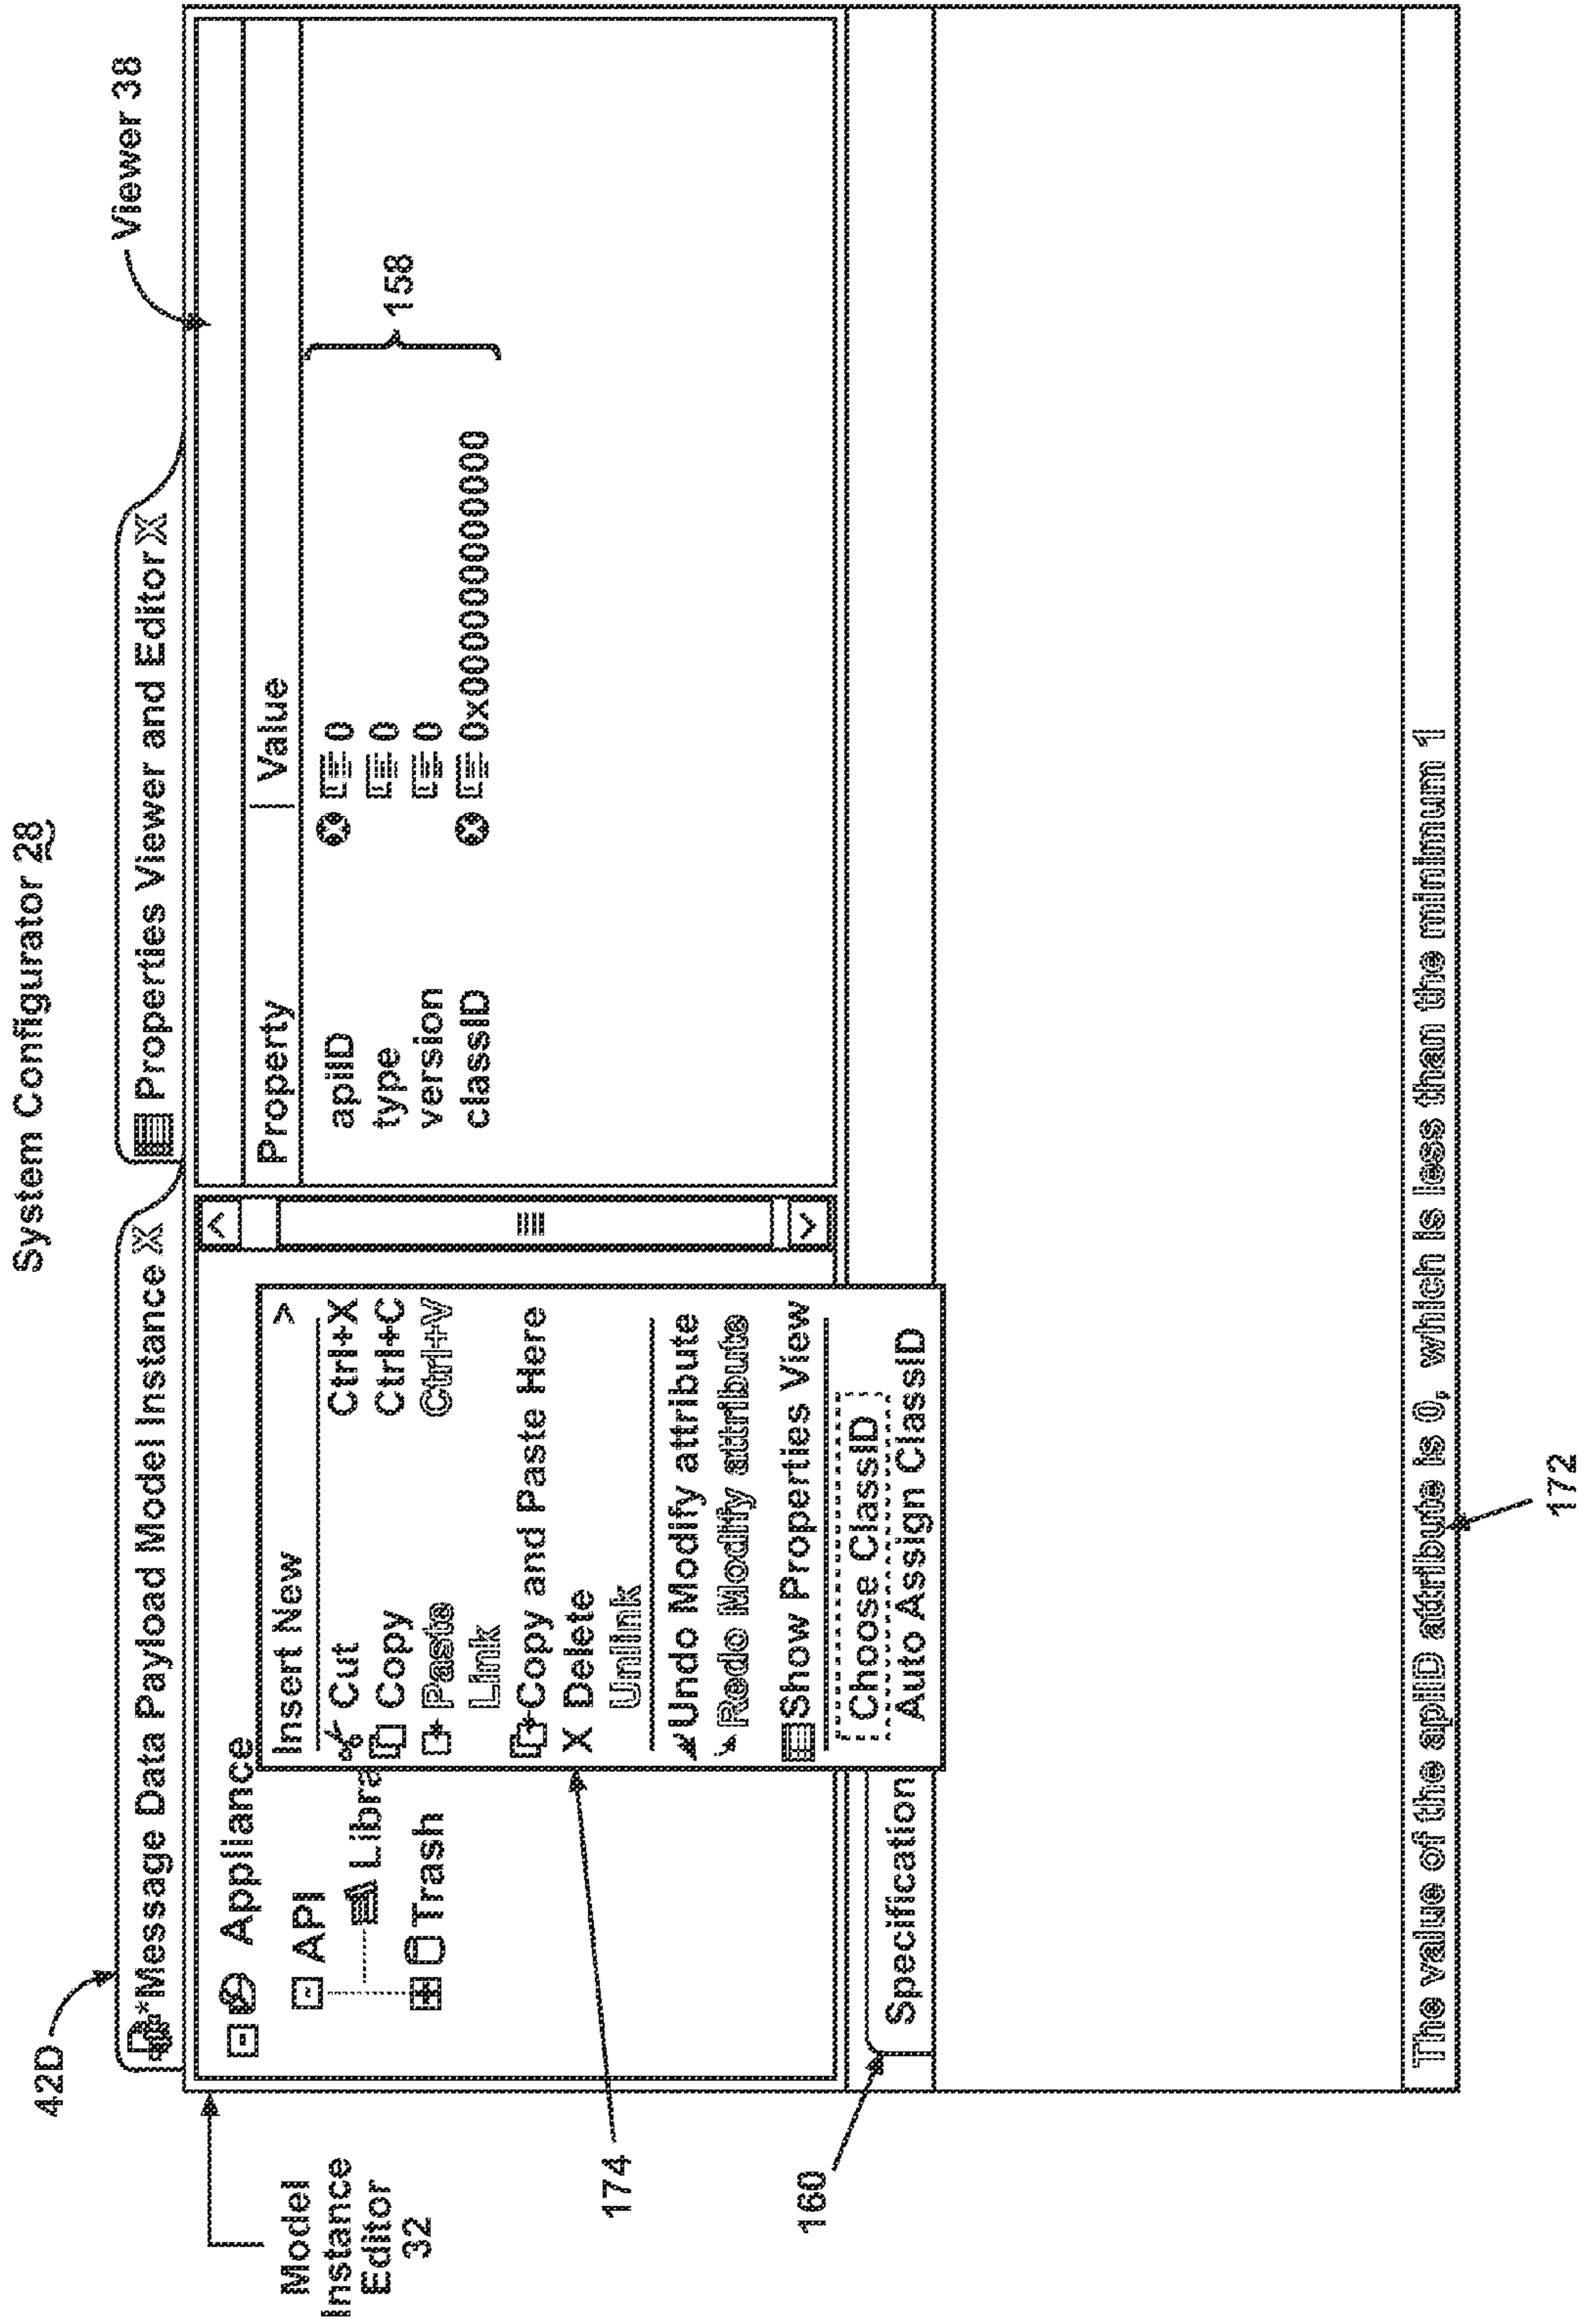 System Configurator 28
42D
Viewer 38
*Message Data Payload Model Instance X
Properties Viewer and Editor X
Model
Instance
Editor
32
Appliance
API
Libra
Trash
Insert New >
Cut Ctrl+X
Copy Ctrl+C
Paste Ctrl+V
Link
Copy and Paste Here
X Delete
Unlink
Undo Modify attribute
Redo Modify attribute
Show Properties View
Choose ClassID
Auto Assign ClassID
Property | Value
apiID 0
type 0
version 0
classID 0x0000000000
158
174
160
Specification
The value of the apiID attribute is 0, which is less than the minimum 1
172